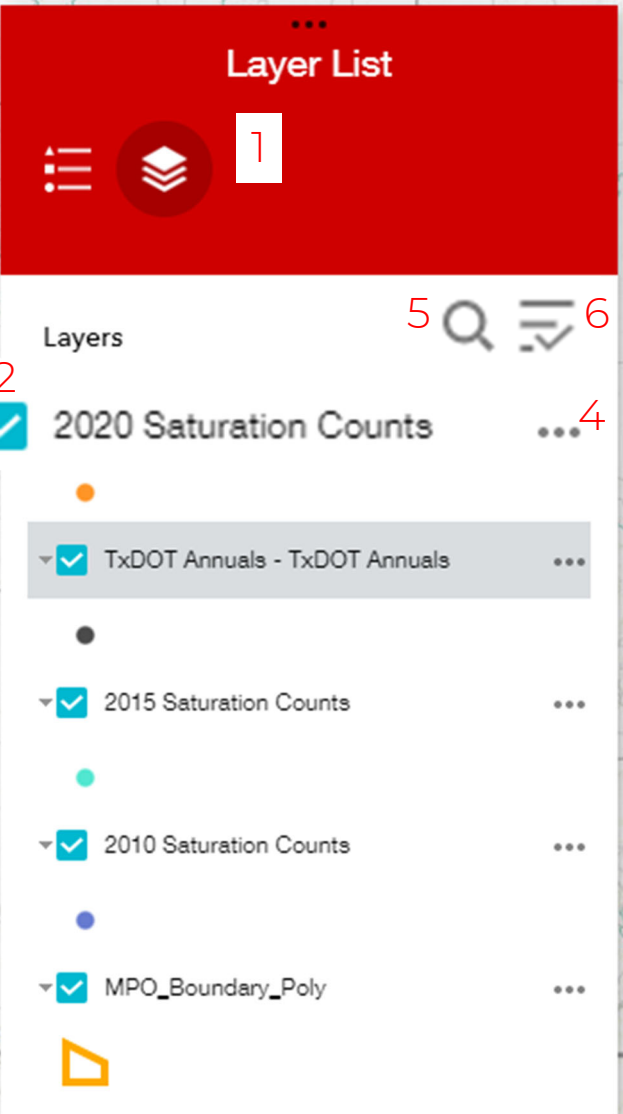 Layer List
1
5
6
Layers
2
2020 Saturation Counts
4
TxDOT Annuals - TxDOT Annuals
2015 Saturation Counts
2010 Saturation Counts
MPO_Boundary_Poly